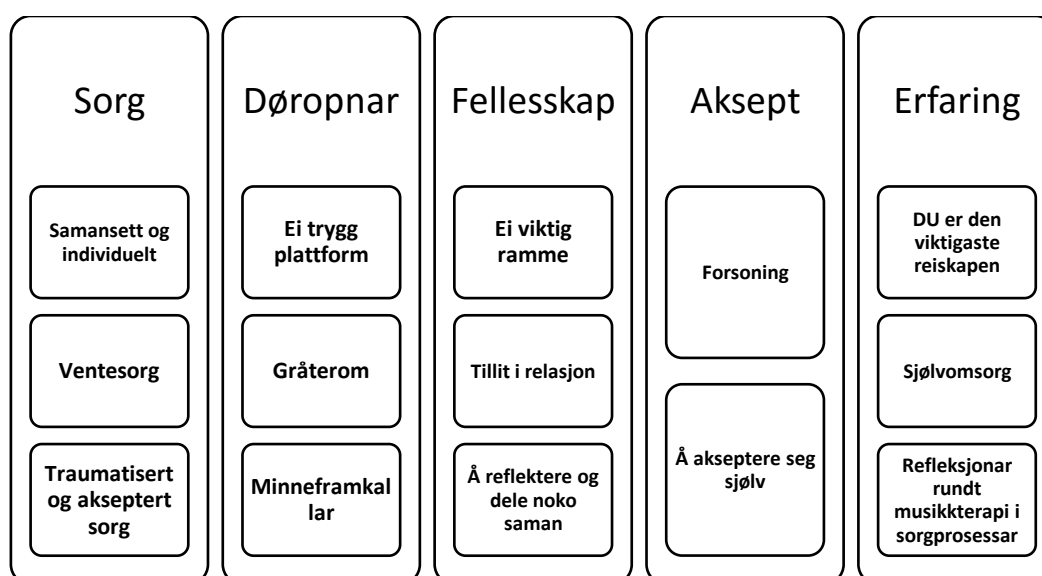 Sorg
Samansett og
individuelt
Ventesorg
Traumatisert
og akseptert
sorg
Døropnar
Ei trygg
plattform
Gråterom
Minneframkal
lar
Fellesskap
Ei viktig
ramme
Tillit i relasjon
Å reflektere og
dele noko
saman
Aksept
Forsoning
Å akseptere seg
sjølv
Erfaring
DU er den
viktigaste
reiskapen
Sjølvomsorg
Refleksjonar
rundt
musikkterapi i
sorgprosessar